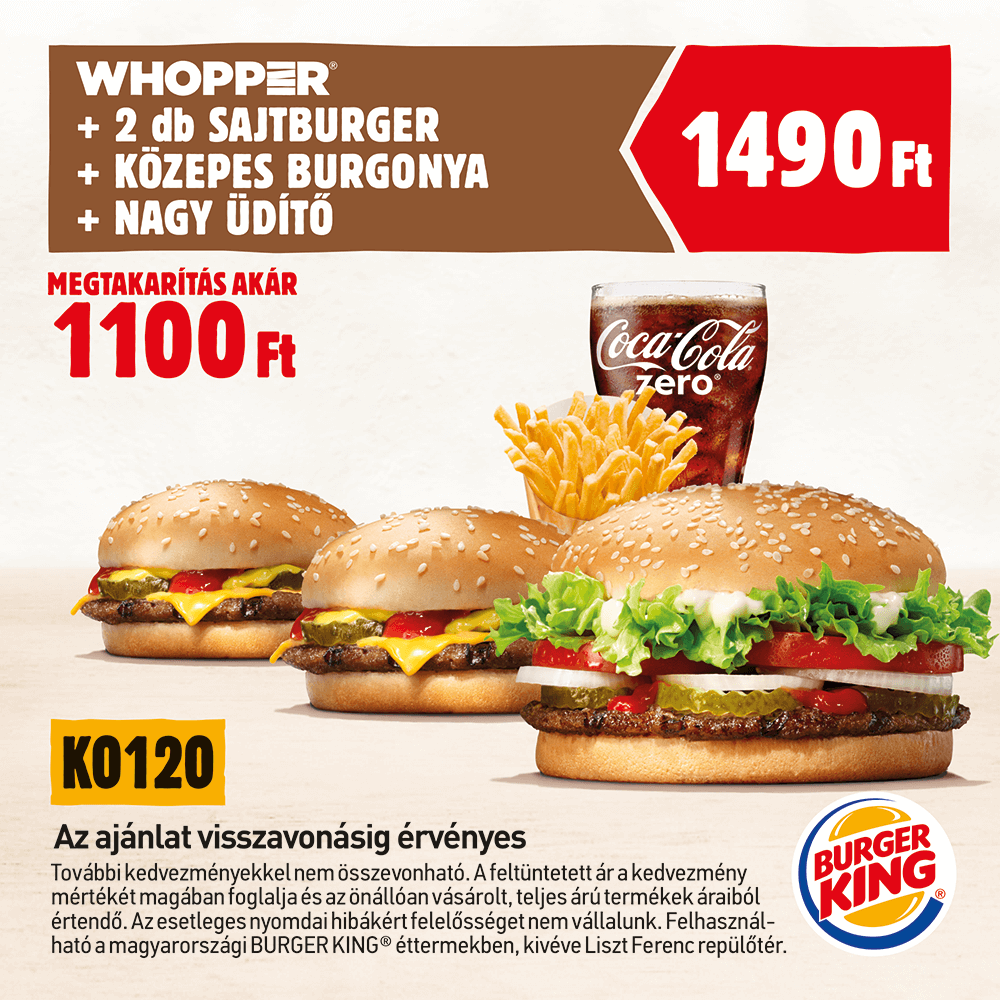 WHOPPER®
+ 2 db SAJTBURGER
+ KÖZEPES BURGONYA
+ NAGY ÜDÍTŐ
1490 Ft
MEGTAKARÍTÁS AKÁR
1100 Ft
Coca-Cola
zero®
KO120
Az ajánlat visszavonásig érvényes
További kedvezményekkel nem összevonható. A feltüntetett ár a kedvezmény
mértékét magában foglalja és az önállóan vásárolt, teljes árú termékek áraiból
értendő. Az esetleges nyomdai hibákért felelősséget nem vállalunk. Felhasznál-
ható a magyarországi BURGER KING® éttermekben, kivéve Liszt Ferenc repülőtér.
BURGER
KING®